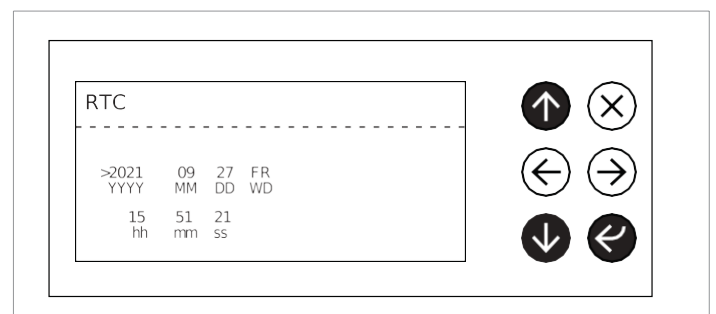 RTC
>2021 09 27 FR
YYYY MM DD WD
15 51 21
hh mm ss